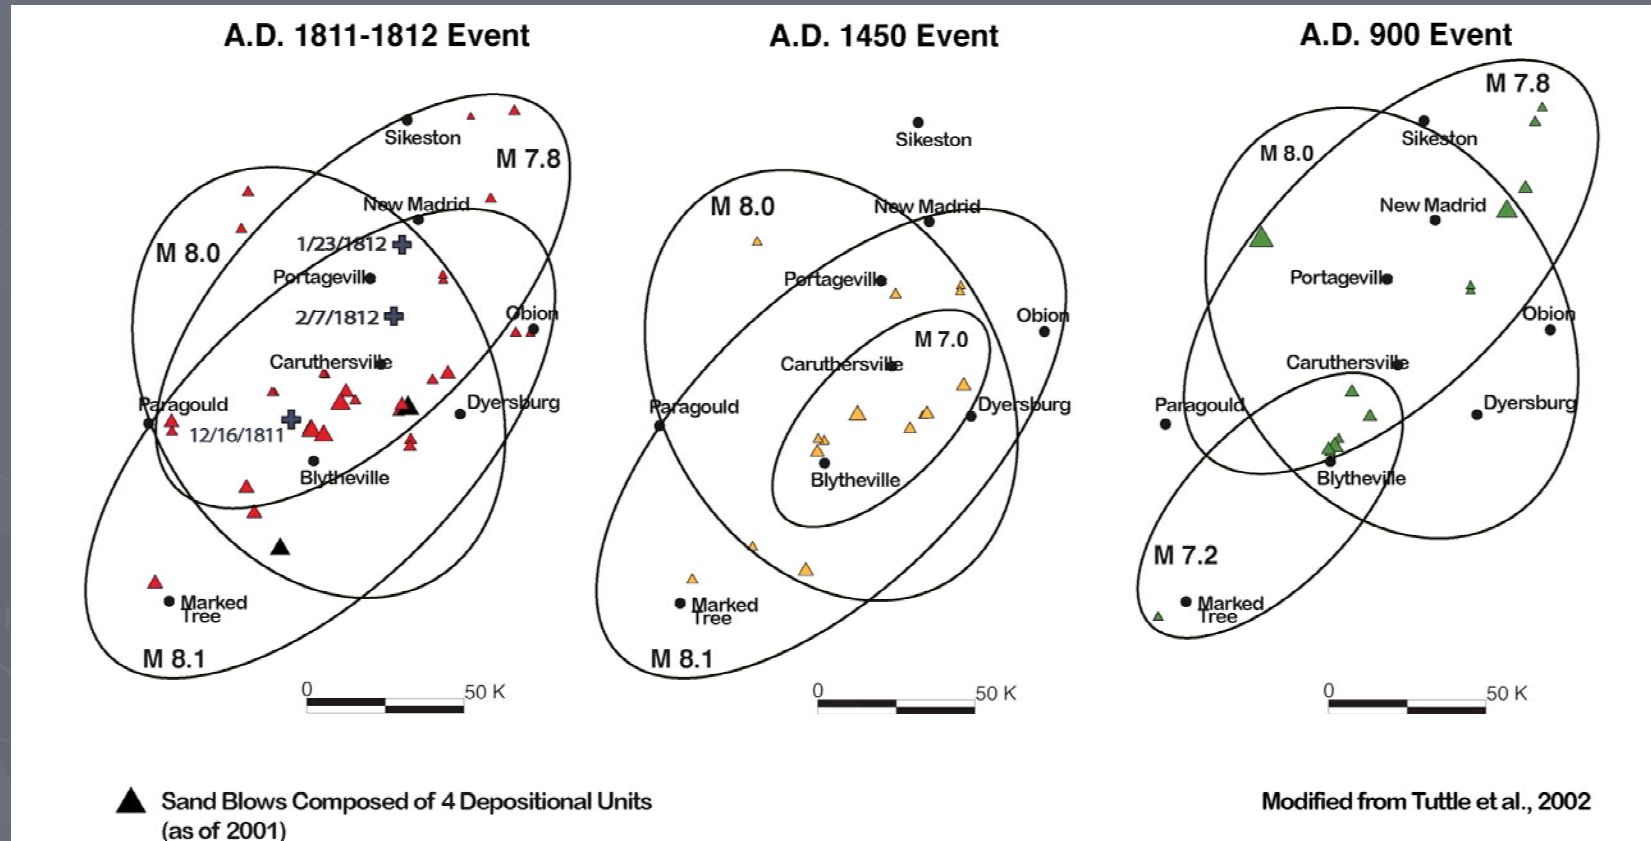 A.D. 1811-1812 Event
Sikeston
M 7.8
New Madrid
1/23/1812
M 8.0
Portageville
2/7/1812
Obion
Caruthersville
Paragould
Dyersburg
12/16/1811
Blytheville
Marked
Tree
M 8.1
0 50 K
A.D. 1450 Event
Sikeston
M 8.0
New Madrid
Portageville
Obion
M 7.0
Caruthersville
Paragould
Dyersburg
Blytheville
Marked
Tree
M 8.1
0 50 K
A.D. 900 Event
M 7.8
Sikeston
M 8.0
New Madrid
Portageville
Obion
Caruthersville
Paragould
Dyersburg
Blytheville
M 7.2
Marked
Tree
0 50 K
Sand Blows Composed of 4 Depositional Units
(as of 2001)
Modified from Tuttle et al., 2002